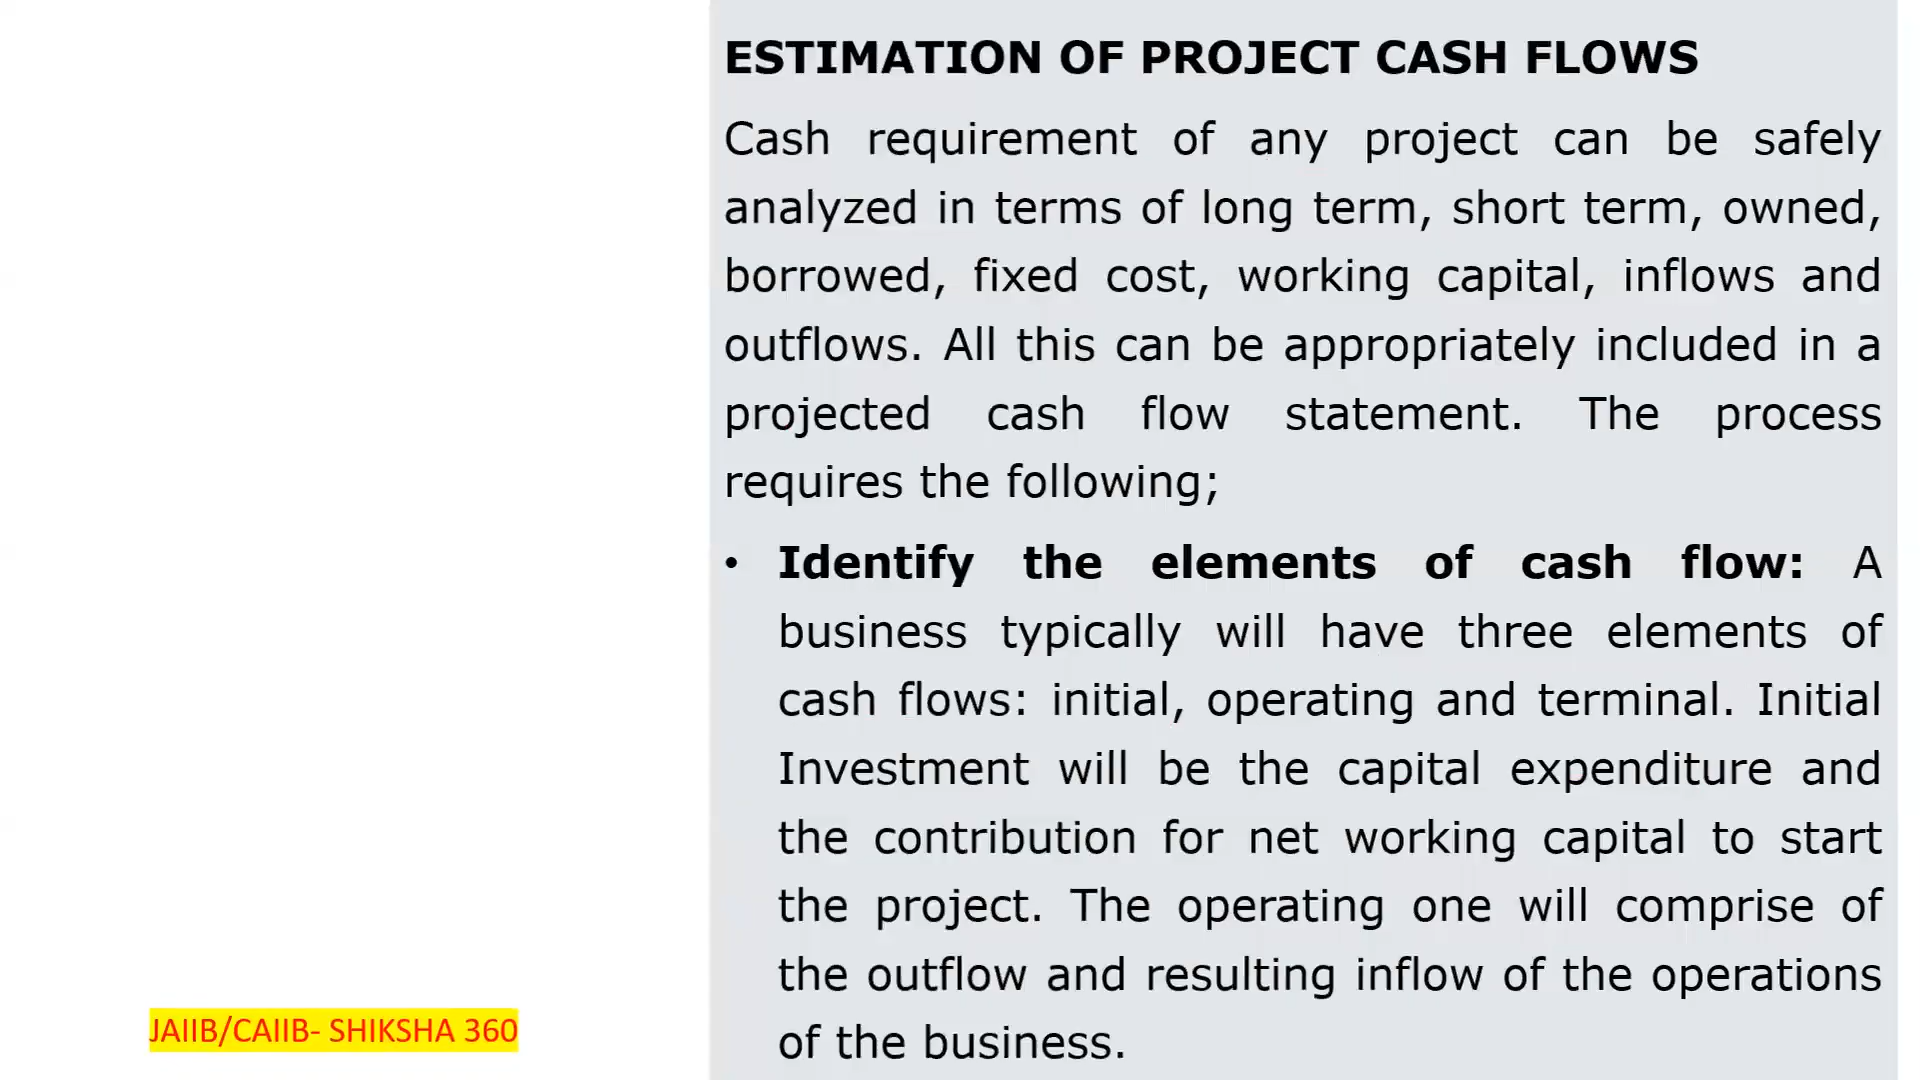 ESTIMATION OF PROJECT CASH FLOWS
Cash requirement of any project can be safely
analyzed in terms of long term, short term, owned,
borrowed, fixed cost, working capital, inflows and
outflows. All this can be appropriately included in a
projected cash flow statement. The process
requires the following;
• Identify the elements of cash flow: A
business typically will have three elements of
cash flows: initial, operating and terminal. Initial
Investment will be the capital expenditure and
the contribution for net working capital to start
the project. The operating one will comprise of
the outflow and resulting inflow of the operations
of the business.
JAIIB/CAIIB- SHIKSHA 360